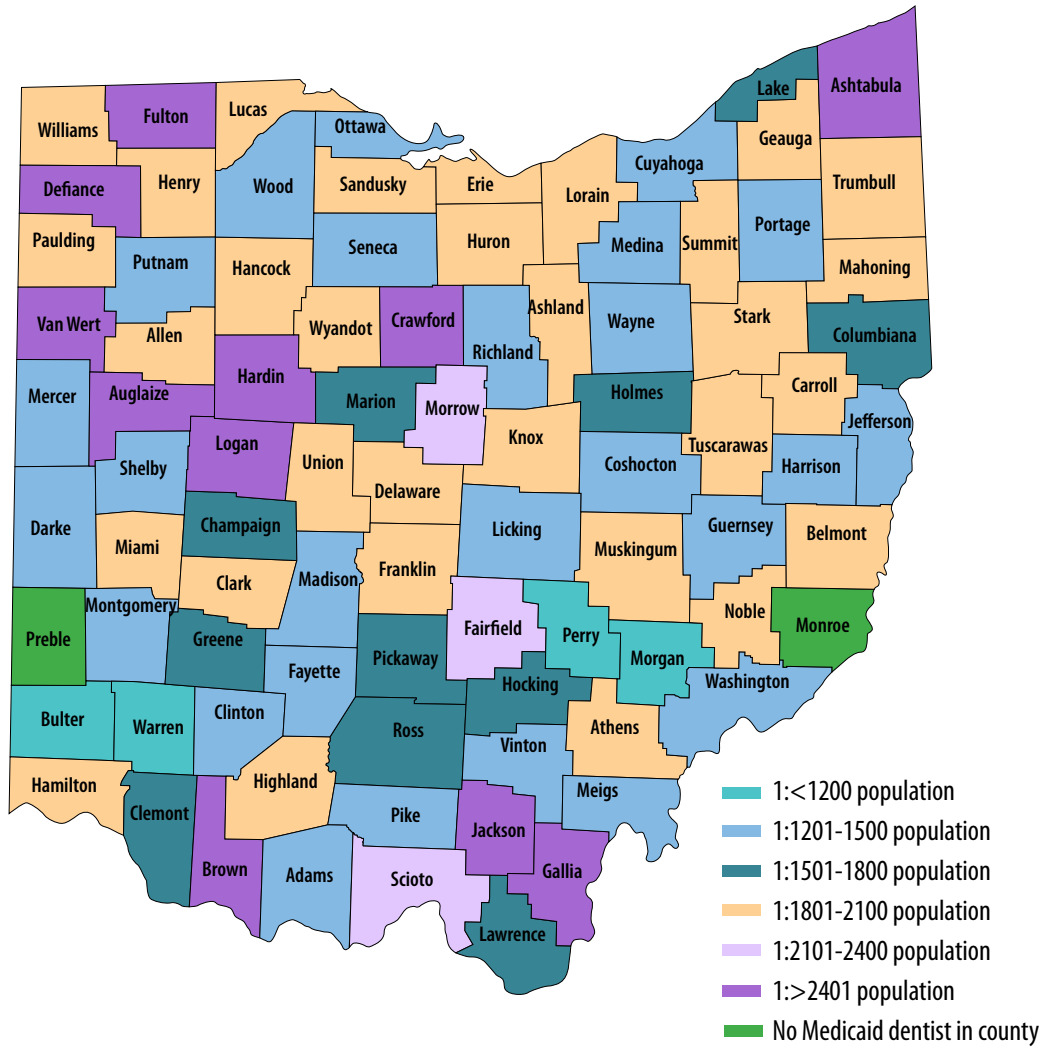 Lake
Ashtabula
Lucas
Fulton
Williams
Ottawa
Geauga
Cuyahoga
Henry
Wood
Sandusky
Erie
Lorain
Trumbull
Defiance
Portage
Paulding
Putnam
Seneca
Huron
Medina
Summit
Hancock
Mahoning
Van Wert
Allen
Wyandot
Crawford
Ashland
Wayne
Stark
Columbiana
Richland
Mercer
Auglaize
Hardin
Marion
Morrow
Holmes
Carroll
Jefferson
Logan
Knox
Tuscarawas
Shelby
Union
Coshocton
Harrison
Delaware
Darke
Champaign
Licking
Guernsey
Belmont
Miami
Muskingum
Clark
Madison
Franklin
Montgomery
Noble
Preble
Greene
Fairfield
Perry
Monroe
Pickaway
Morgan
Fayette
Hocking
Washington
Bulter
Warren
Clinton
Ross
Athens
Vinton
Hamilton
Highland
Meigs
Clemont
Pike
Jackson
Brown
Adams
Scioto
Gallia
Lawrence
1:<1200 population
1:1201-1500 population
1:1501-1800 population
1:1801-2100 population
1:2101-2400 population
1:>2401 population
No Medicaid dentist in county